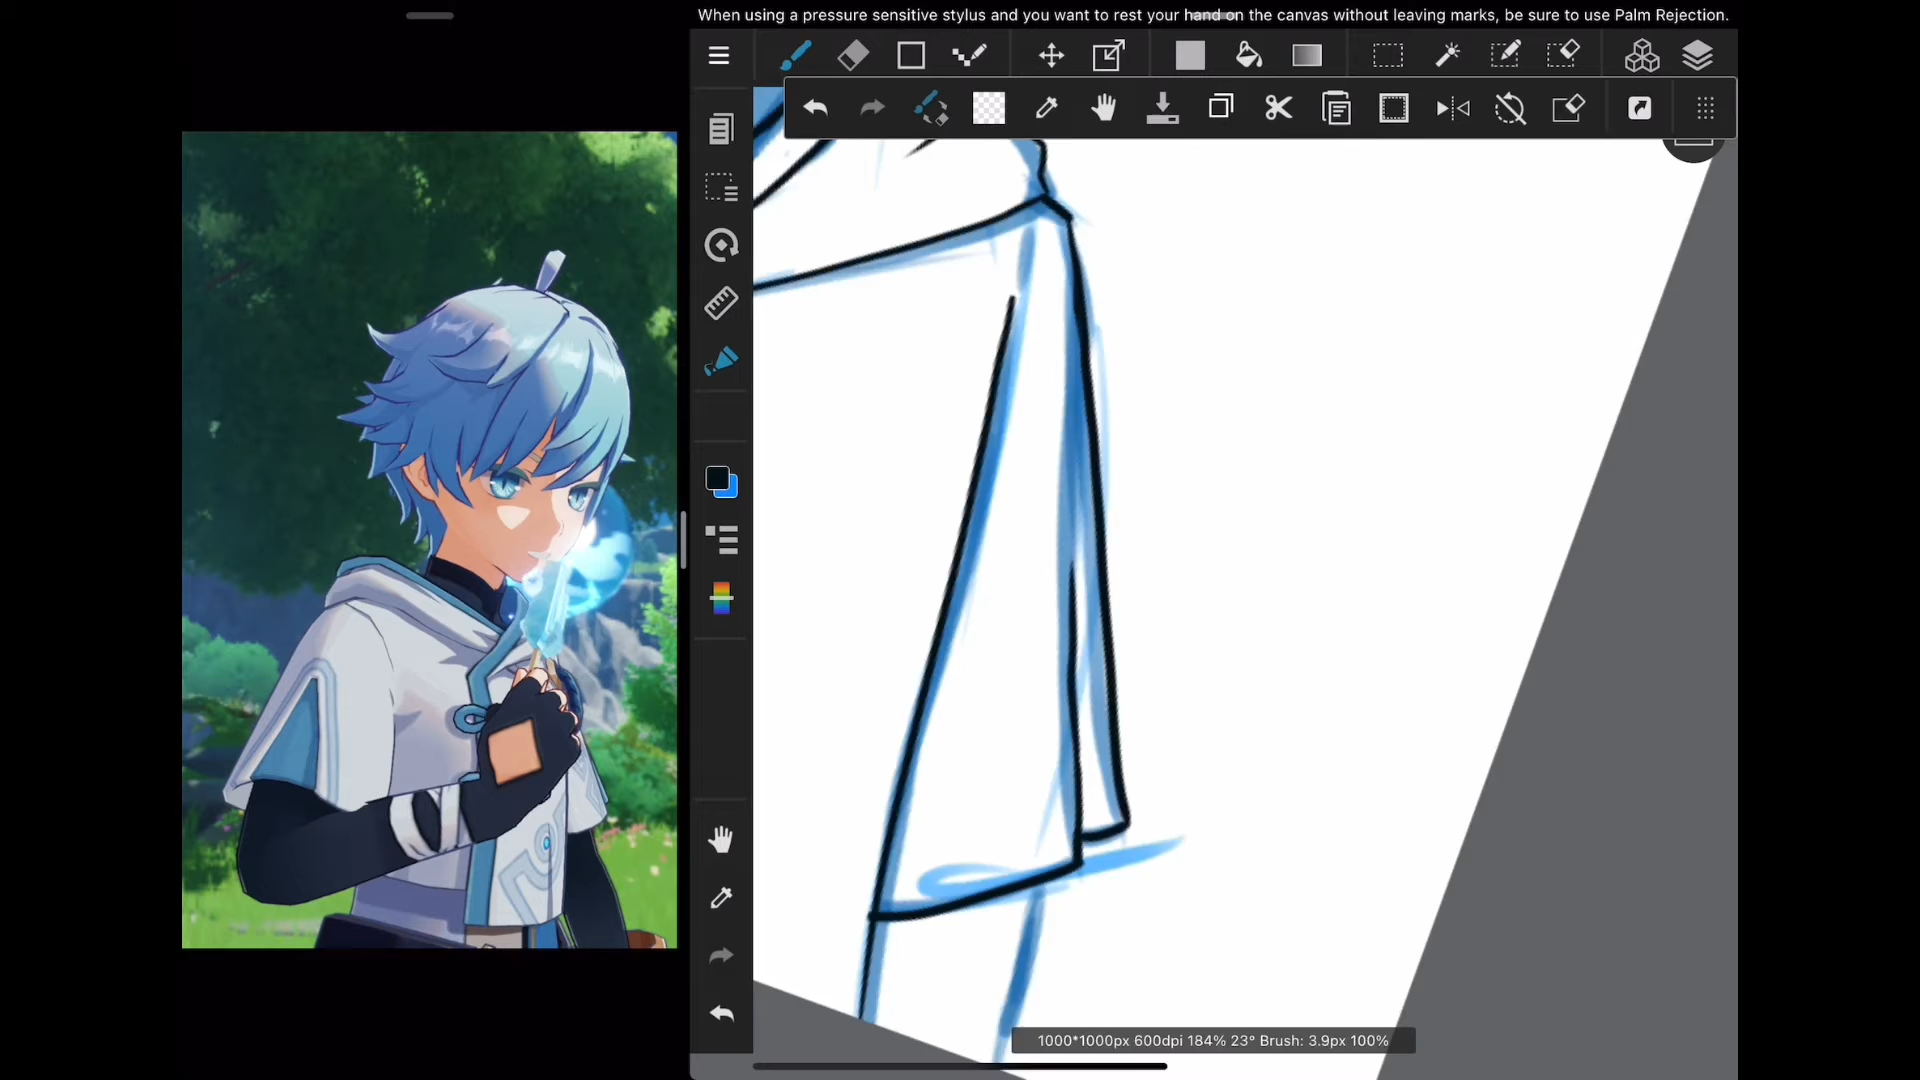 When using a pressure sensitive stylus and you want to rest your hand on the canvas without leaving marks, be sure to use Palm Rejection.
1000*1000px 600dpi 184% 23° Brush: 3.9px 100%